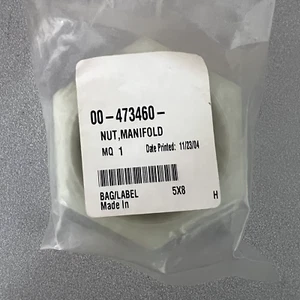 00-473460-
NUT,MANIFOLD
MQ 1 Date Printed: 11/23/04
BAG/LABEL 5X8
Made In H